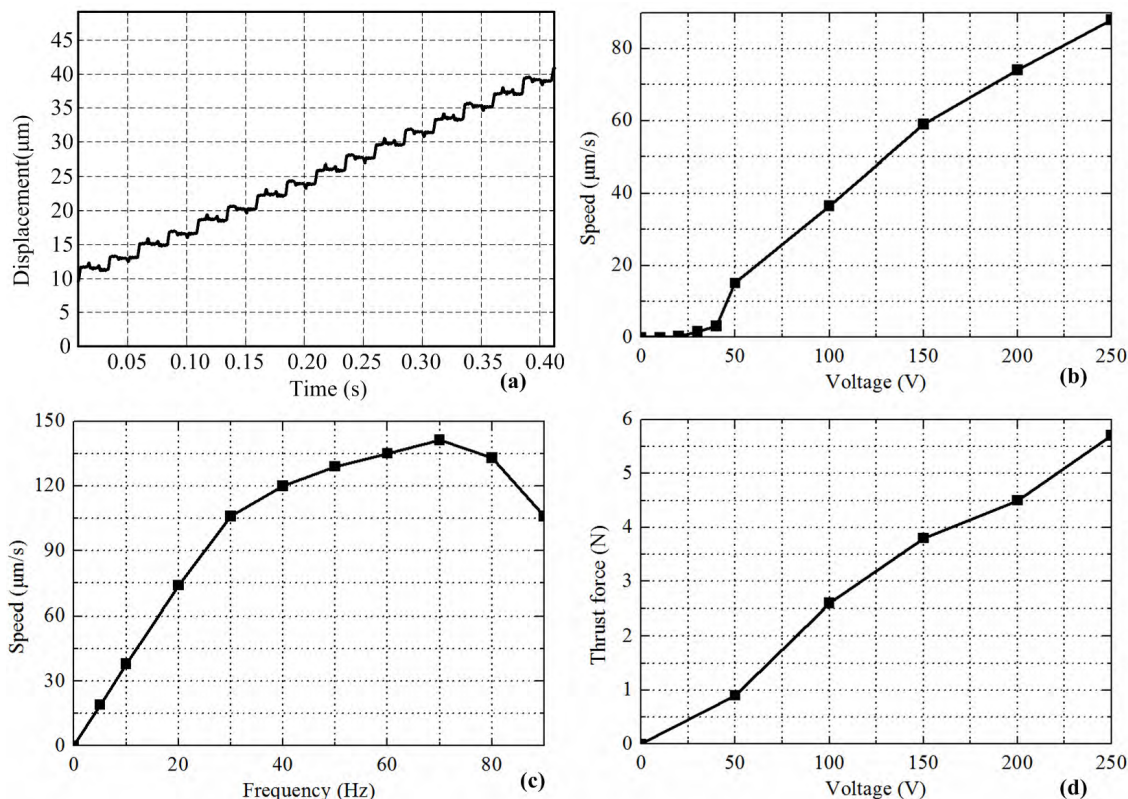 45
40
35
30
25
20
15
10
5
0
Displacement(μm)
0.05 0.10 0.15 0.20 0.25 0.30 0.35 0.40
Time (s)
(a)
80
60
40
20
0
Speed (μm/s)
0 50 100 150 200 250
Voltage (V)
(b)
150
120
90
60
30
0
Speed (μm/s)
0 20 40 60 80
Frequency (Hz)
(c)
6
5
4
3
2
1
0
Thrust force (N)
0 50 100 150 200 250
Voltage (V)
(d)